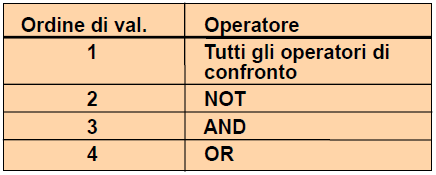 Ordine di val. Operatore
1 Tutti gli operatori di
confronto
2 NOT
3 AND
4 OR